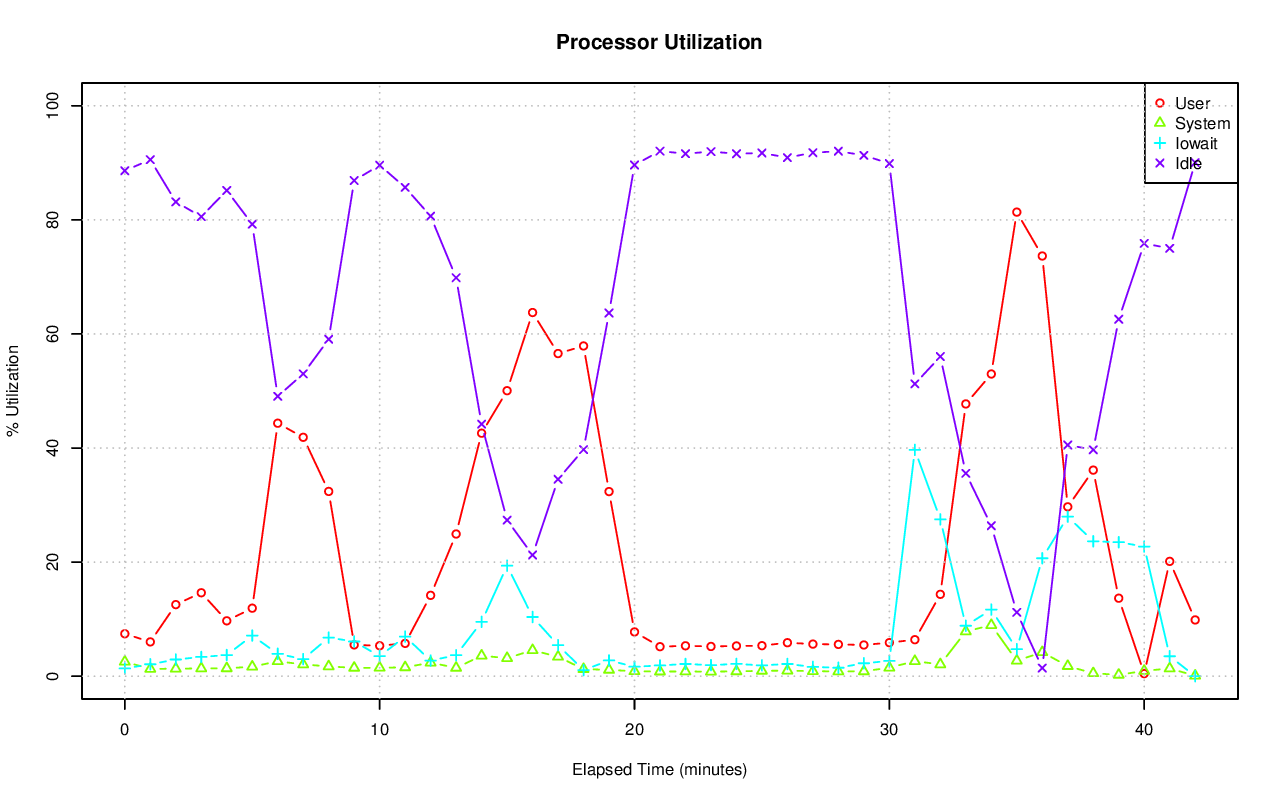 Processor Utilization
% Utilization
100
80
60
40
20
0
User
System
Iowait
Idle
0 10 20 30 40
Elapsed Time (minutes)